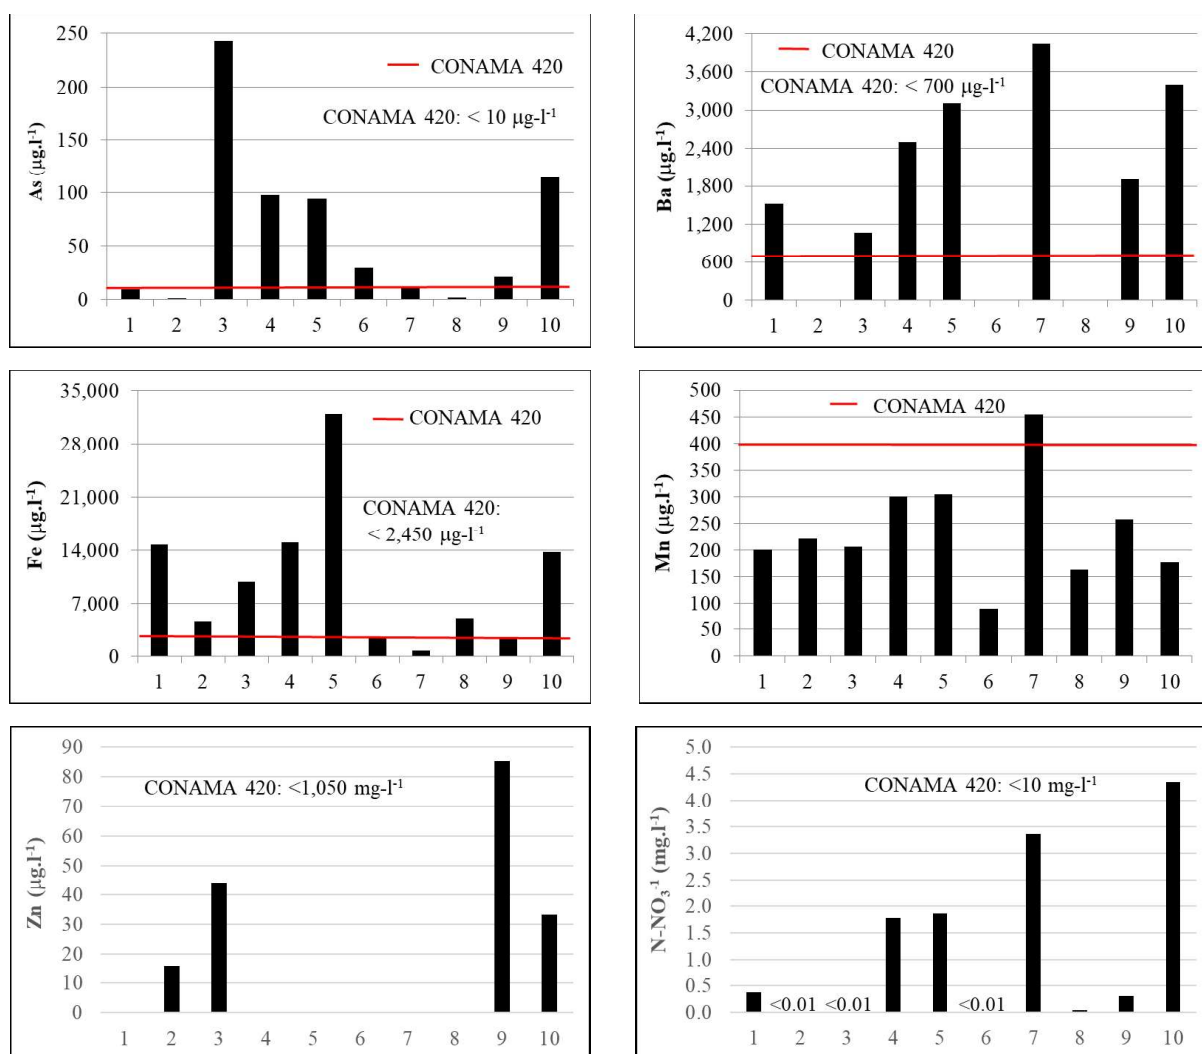 250
200
150
100
50
0
As (µg.l⁻¹)
CONAMA 420
CONAMA 420: < 10 µg-l⁻¹
1 2 3 4 5 6 7 8 9 10
4,200
3,600
3,000
2,400
1,800
1,200
600
0
Ba (µg.l⁻¹)
CONAMA 420
CONAMA 420: < 700 µg-l⁻¹
1 2 3 4 5 6 7 8 9 10
35,000
28,000
21,000
14,000
7,000
0
Fe (µg.l⁻¹)
CONAMA 420
CONAMA 420:
< 2,450 µg-l⁻¹
1 2 3 4 5 6 7 8 9 10
500
450
400
350
300
250
200
150
100
50
0
Mn (µg.l⁻¹)
CONAMA 420
1 2 3 4 5 6 7 8 9 10
90
80
70
60
50
40
30
20
10
0
Zn (µg.l⁻¹)
CONAMA 420: <1,050 mg-l⁻¹
1 2 3 4 5 6 7 8 9 10
5.0
4.5
4.0
3.5
3.0
2.5
2.0
1.5
1.0
0.5
0.0
N-NO₃⁻¹ (mg.l⁻¹)
CONAMA 420: <10 mg-l⁻¹
<0.01 <0.01 <0.01
1 2 3 4 5 6 7 8 9 10